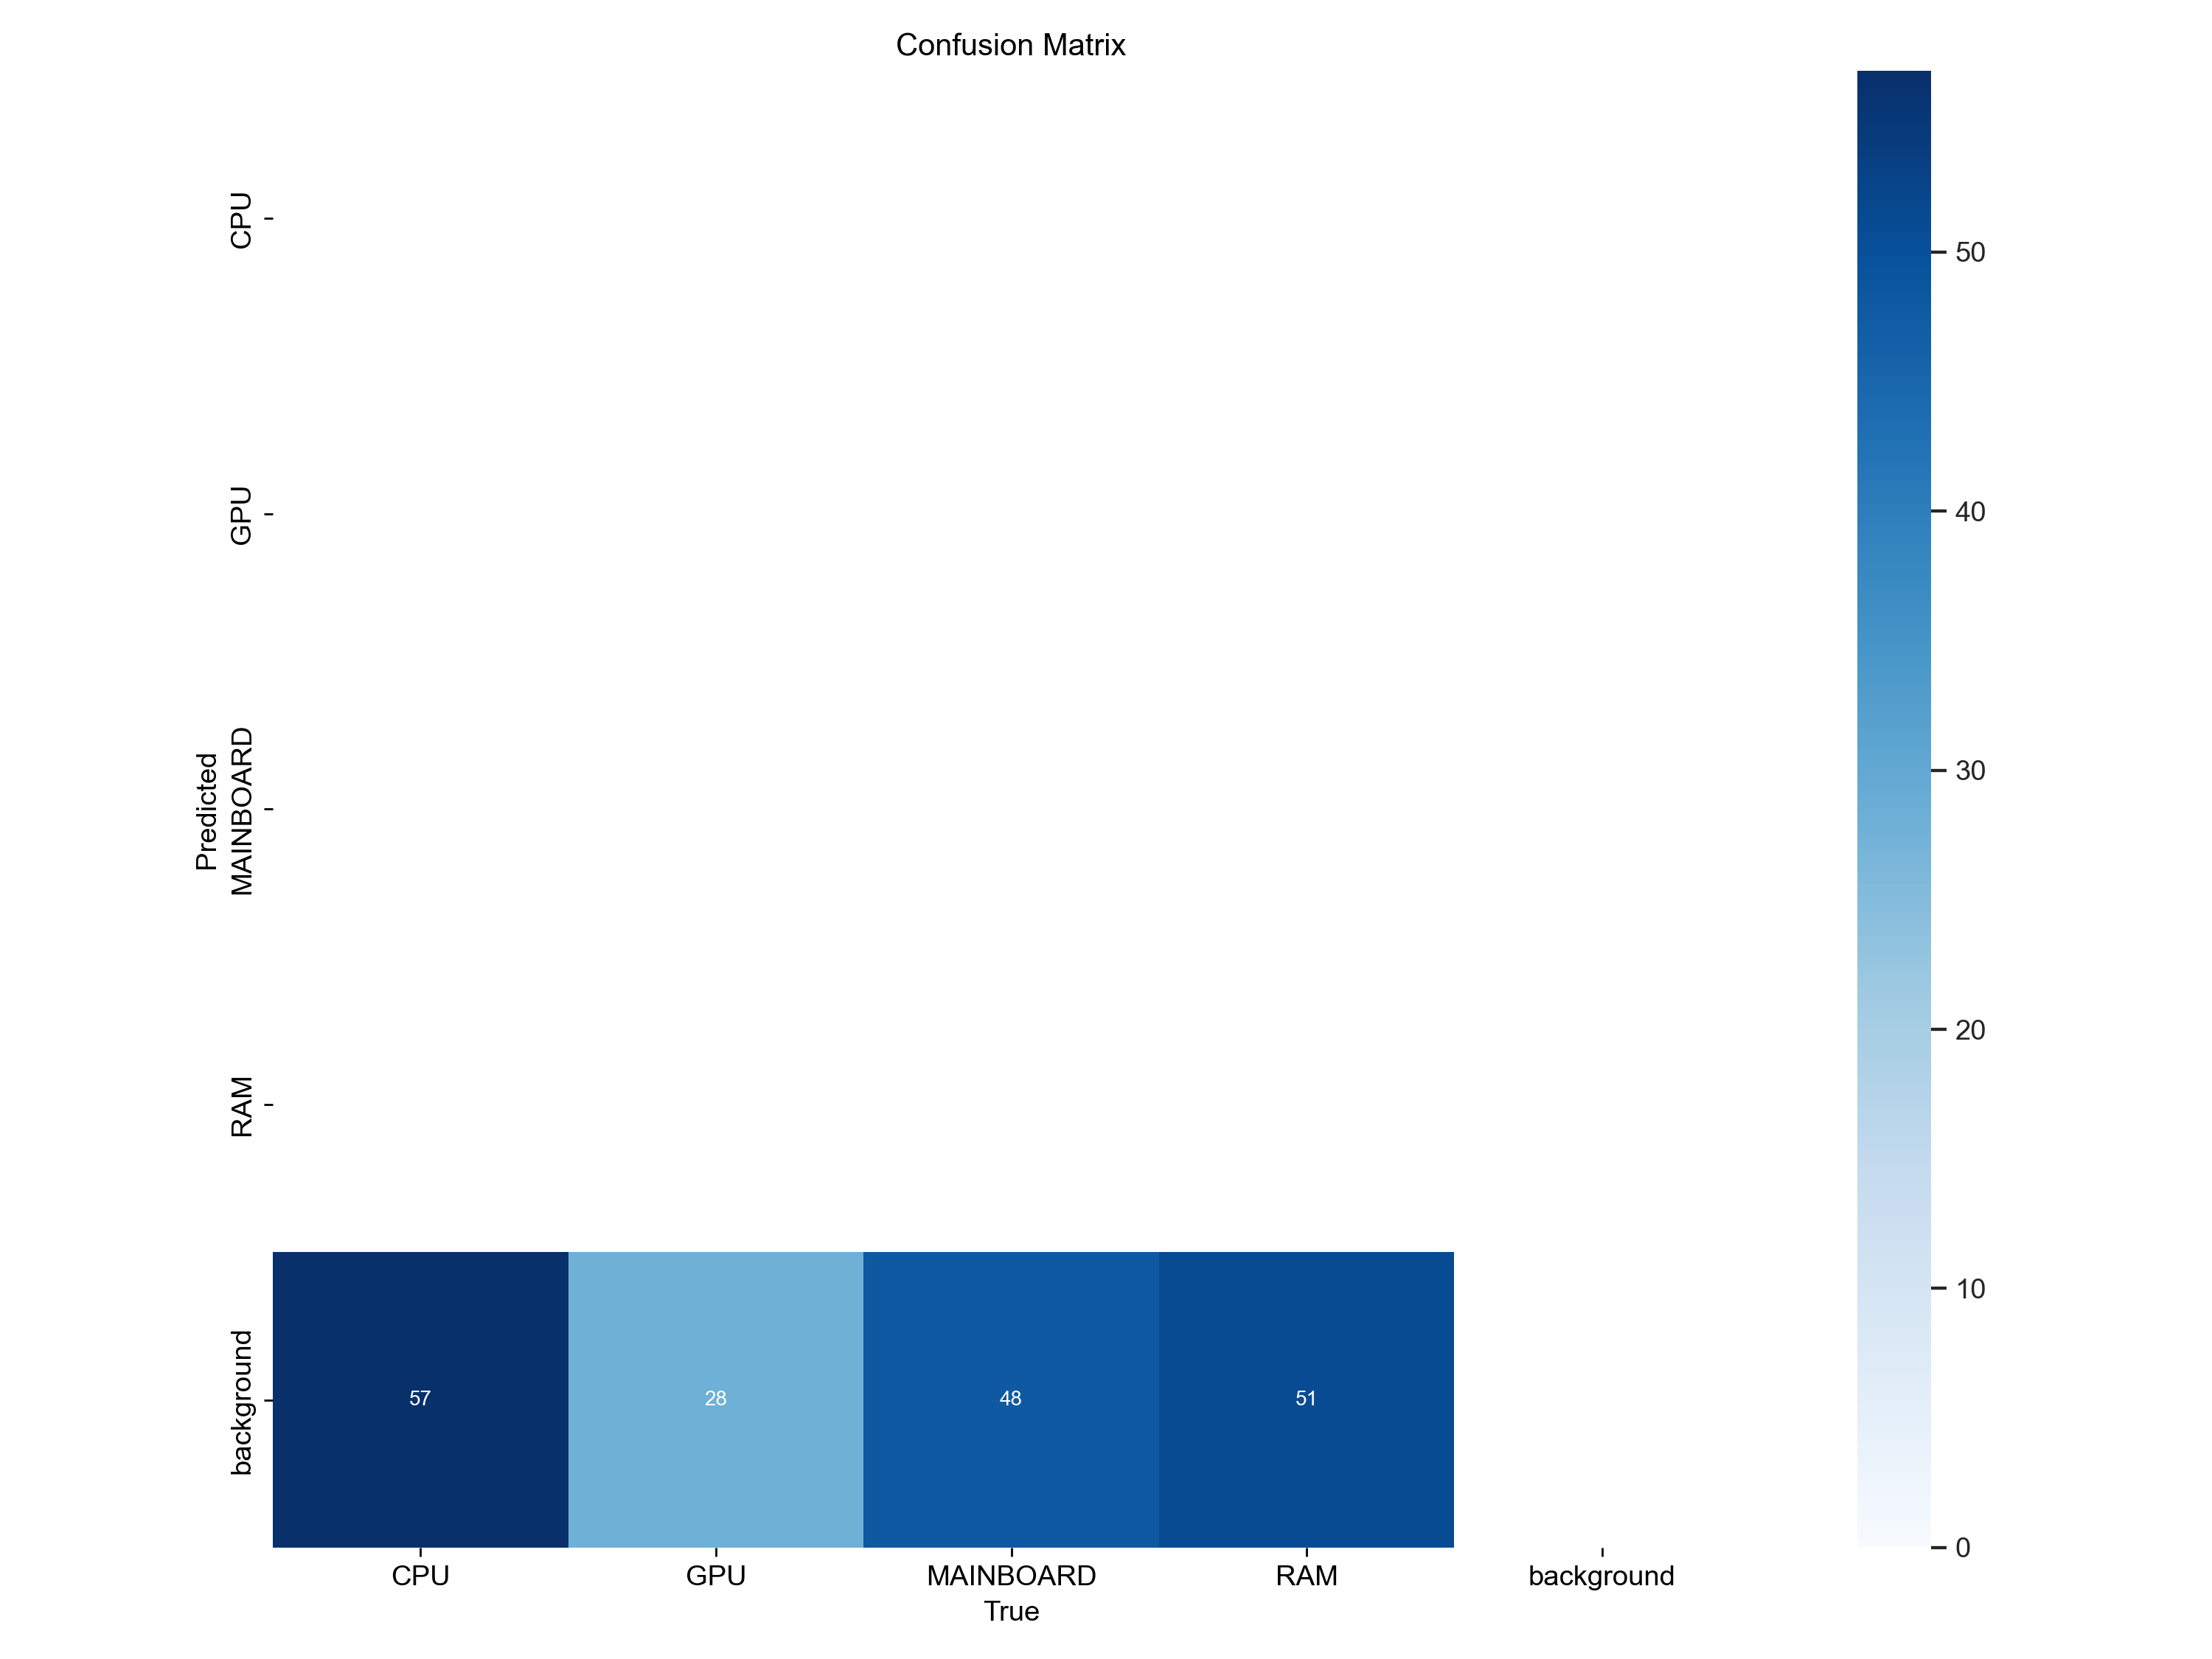 Confusion Matrix
CPU
GPU
MAINBOARD
RAM
background
Predicted
57
28
48
51
CPU
GPU
MAINBOARD
RAM
background
True
50
40
30
20
10
0